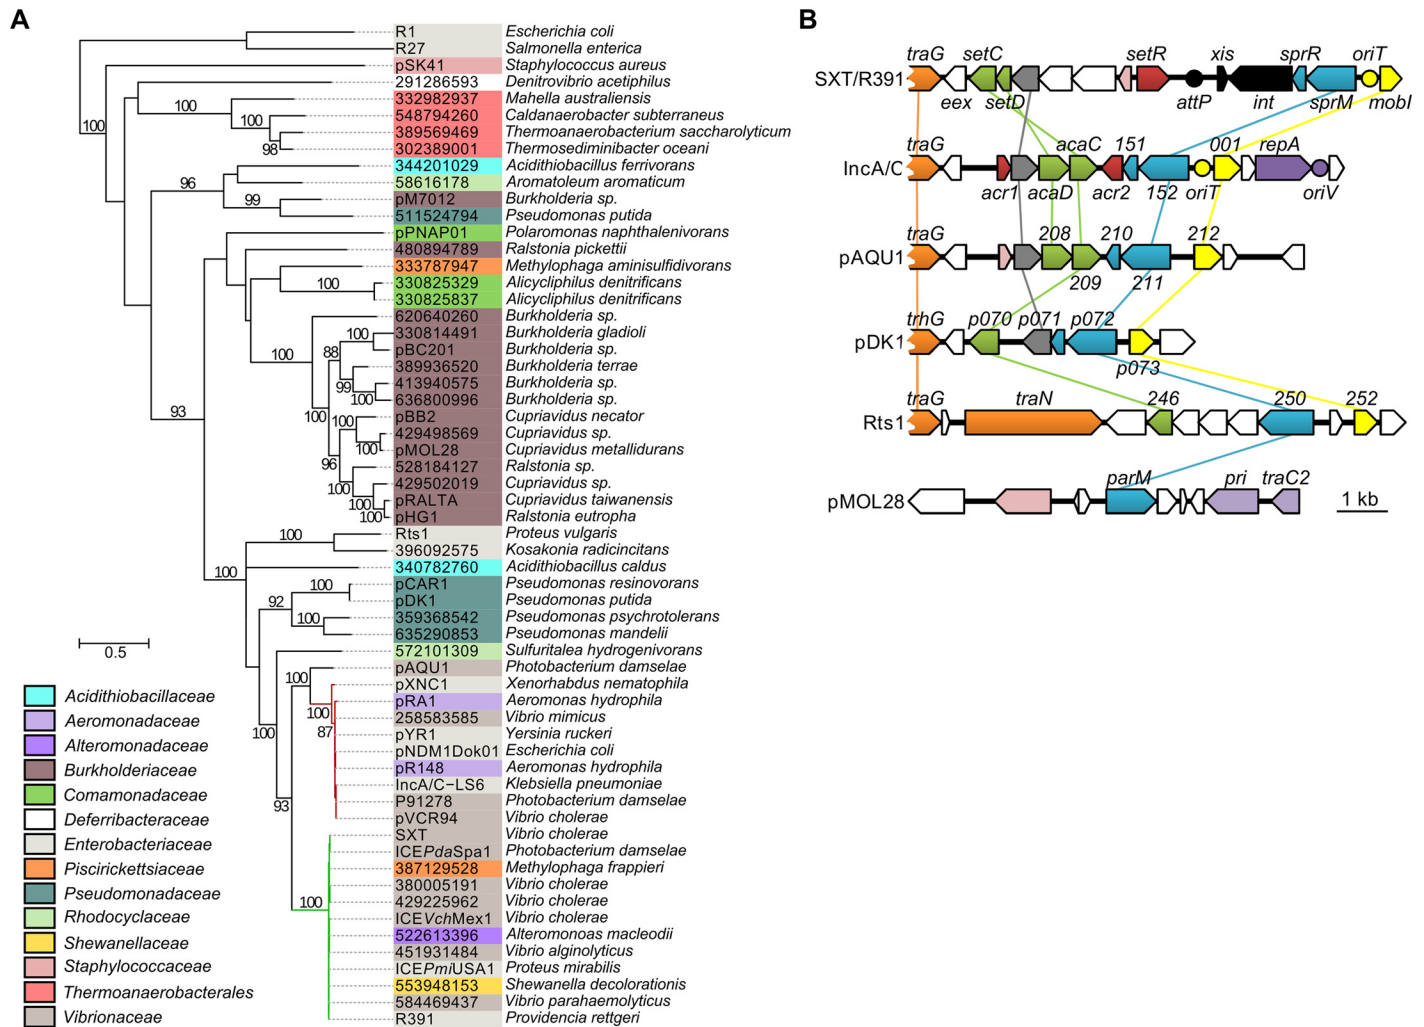 A
R1 Escherichia coli
R27 Salmonella enterica
pSK41 Staphylococcus aureus
291286593 Denitrovibrio acetiphilus
100 332982937 Mahella australiensis
548794260 Caldanaerobacter subterraneus
100 100 389569469 Thermoanaerobacterium saccharolyticum
98 302389001 Thermosediminibacter oceani
344201029 Acidithiobacillus ferrivorans
96 58616178 Aromatoleum aromaticum
99 pM7012 Burkholderia sp.
511524794 Pseudomonas putida
pPNAP01 Polaromonas naphthalenivorans
480894789 Ralstonia pickettii
333787947 Methylophaga aminisulfidivorans
100 330825329 Alicycliphilus denitrificans
330825837 Alicycliphilus denitrificans
620640260 Burkholderia sp.
100 330814491 Burkholderia gladioli
100 88 pBC201 Burkholderia sp.
389936520 Burkholderia terrae
99 413940575 Burkholderia sp.
100 636800996 Burkholderia sp.
93 100 100 pBB2 Cupriavidus necator
429498569 Cupriavidus sp.
100 pMOL28 Cupriavidus metallidurans
96 528184127 Ralstonia sp.
100 429502019 Cupriavidus sp.
100 pRALTA Cupriavidus taiwanensis
100 pHG1 Ralstonia eutropha
100 Rts1 Proteus vulgaris
396092575 Kosakonia radicincitans
100 340782760 Acidithiobacillus caldus
100 pCAR1 Pseudomonas resinovorans
92 pDK1 Pseudomonas putida
100 359368542 Pseudomonas psychrotolerans
635290853 Pseudomonas mandelii
572101309 Sulfuritalea hydrogenivorans
pAQU1 Photobacterium damselae
100 pXNC1 Xenorhabdus nematophila
pRA1 Aeromonas hydrophila
100 258583585 Vibrio mimicus
100 87 pYR1 Yersinia ruckeri
pNDM1Dok01 Escherichia coli
pR148 Aeromonas hydrophila
IncA/C−LS6 Klebsiella pneumoniae
93 P91278 Photobacterium damselae
pVCR94 Vibrio cholerae
SXT Vibrio cholerae
ICEPdaSpa1 Photobacterium damselae
387129528 Methylophaga frappieri
380005191 Vibrio cholerae
100 429225962 Vibrio cholerae
ICEVchMex1 Vibrio cholerae
522613396 Alteromonoas macleodii
451931484 Vibrio alginolyticus
ICEPmiUSA1 Proteus mirabilis
553948153 Shewanella decolorationis
584469437 Vibrio parahaemolyticus
R391 Providencia rettgeri
0.5
Acidithiobacillaceae
Aeromonadaceae
Alteromonadaceae
Burkholderiaceae
Comamonadaceae
Deferribacteraceae
Enterobacteriaceae
Piscirickettsiaceae
Pseudomonadaceae
Rhodocyclaceae
Shewanellaceae
Staphylococcaceae
Thermoanaerobacterales
Vibrionaceae
B
traG setC setR xis sprR oriT
SXT/R391
eex setD attP int sprM mobI
traG acaC 151 001 repA
IncA/C
acr1 acaD acr2 152 oriT oriV
traG 208 210 212
pAQU1
209 211
trhG p070 p071 p072
pDK1
p073
traG traN 246 250 252
Rts1
parM pri traC2
pMOL28
1 kb